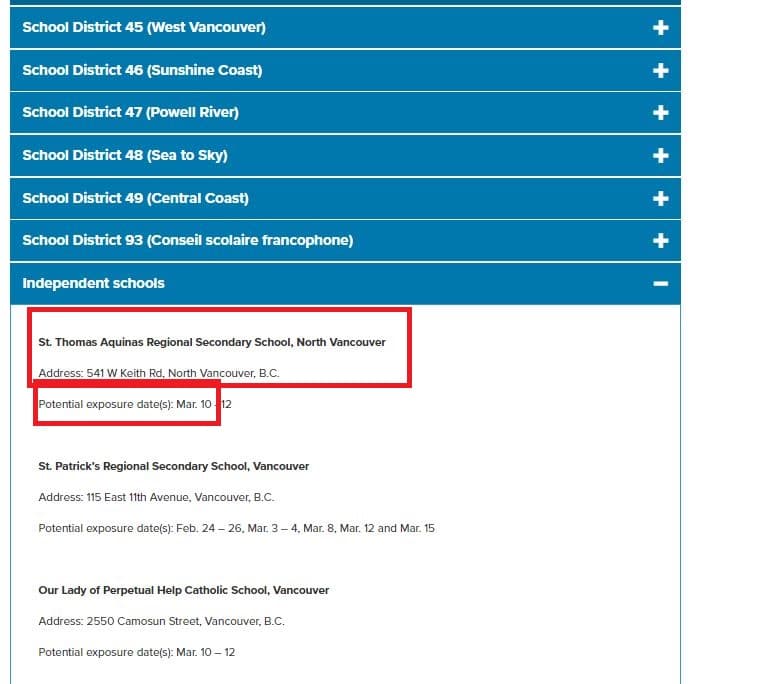 School District 45 (West Vancouver)
School District 46 (Sunshine Coast)
School District 47 (Powell River)
School District 48 (Sea to Sky)
School District 49 (Central Coast)
School District 93 (Conseil scolaire francophone)
Independent schools
St. Thomas Aquinas Regional Secondary School, North Vancouver
Address: 541 W Keith Rd, North Vancouver, B.C.
Potential exposure date(s): Mar. 10 – 12
St. Patrick's Regional Secondary School, Vancouver
Address: 115 East 11th Avenue, Vancouver, B.C.
Potential exposure date(s): Feb. 24 – 26, Mar. 3 – 4, Mar. 8, Mar. 12 and Mar. 15
Our Lady of Perpetual Help Catholic School, Vancouver
Address: 2550 Camosun Street, Vancouver, B.C.
Potential exposure date(s): Mar. 10 – 12